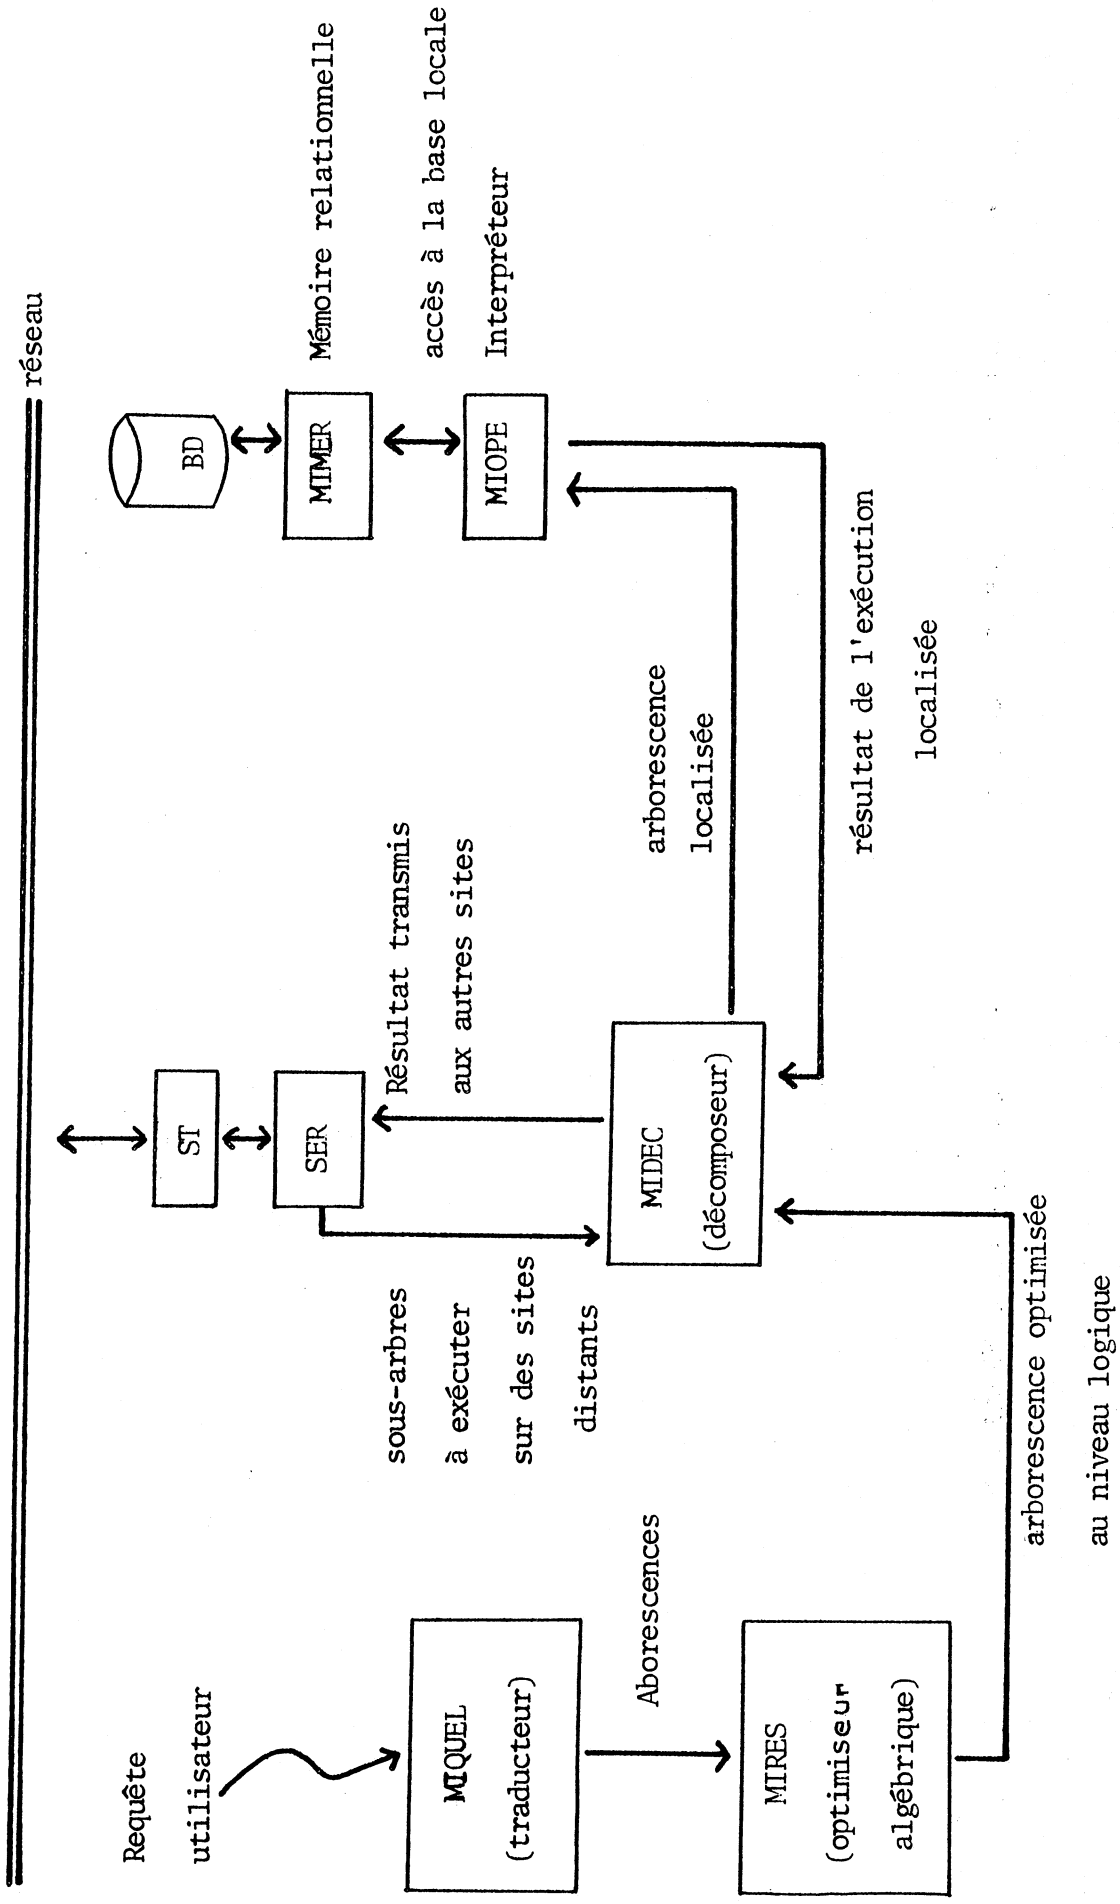 réseau
Requête
utilisateur
MIQUEL
(traducteur)
Aborescences
MIRES
(optimiseur
algébrique)
arborescence optimisée
au niveau logique
ST
SER
sous-arbres
à exécuter
sur des sites
distants
Résultat transmis
aux autres sites
MIDEC
(décomposeur)
arborescence
localisée
résultat de l'exécution
localisée
BD
MIMER
Mémoire relationnelle
accès à la base locale
MIOPE
Interpréteur